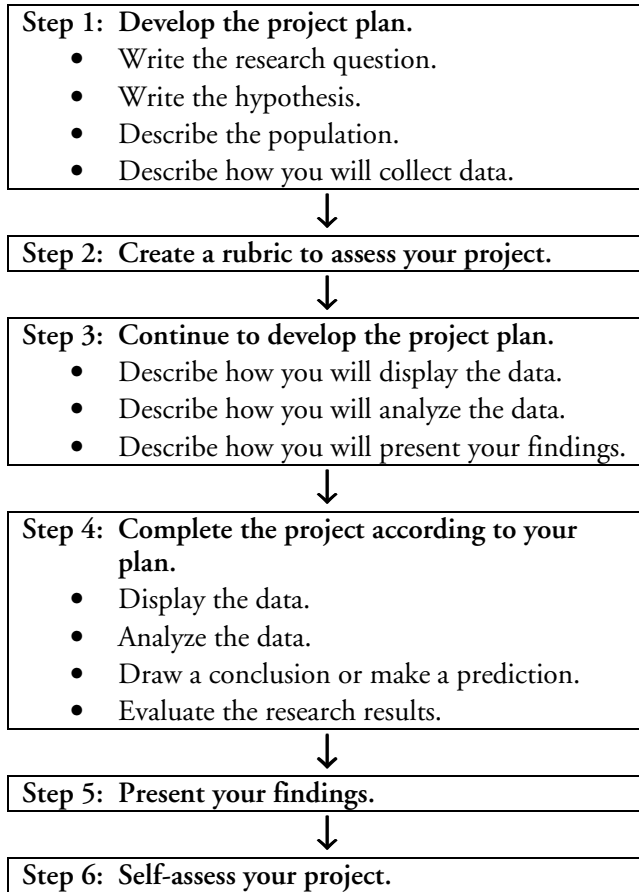 Step 1: Develop the project plan.
• Write the research question.
• Write the hypothesis.
• Describe the population.
• Describe how you will collect data.
Step 2: Create a rubric to assess your project.
Step 3: Continue to develop the project plan.
• Describe how you will display the data.
• Describe how you will analyze the data.
• Describe how you will present your findings.
Step 4: Complete the project according to your
plan.
• Display the data.
• Analyze the data.
• Draw a conclusion or make a prediction.
• Evaluate the research results.
Step 5: Present your findings.
Step 6: Self-assess your project.